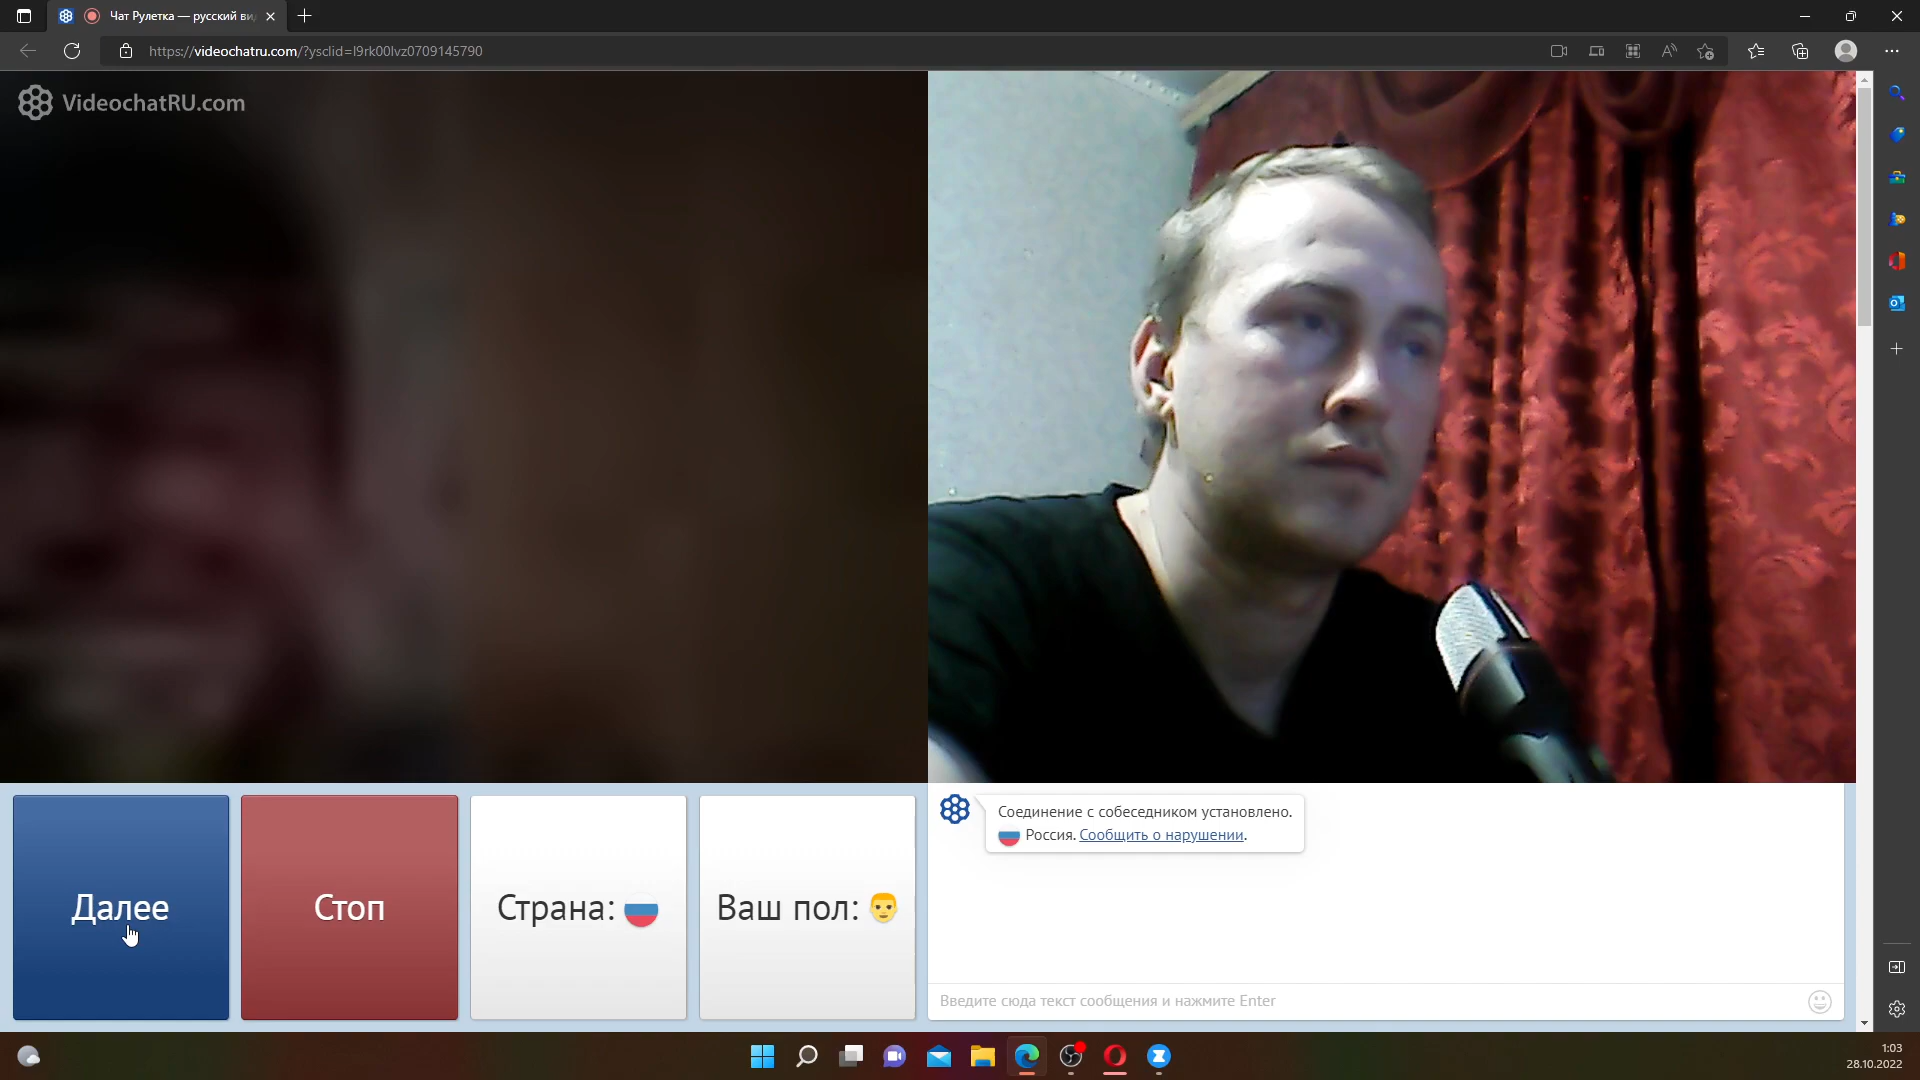 Чат Рулетка — русский ви
https://videochatru.com/?ysclid=l9rk00lvz0709145790
VideochatRU.com
Соединение с собеседником установлено.
Россия. Сообщить о нарушении.
Далее
Стоп
Страна:
Ваш пол:
Введите сюда текст сообщения и нажмите Enter
1:03
28.10.2022